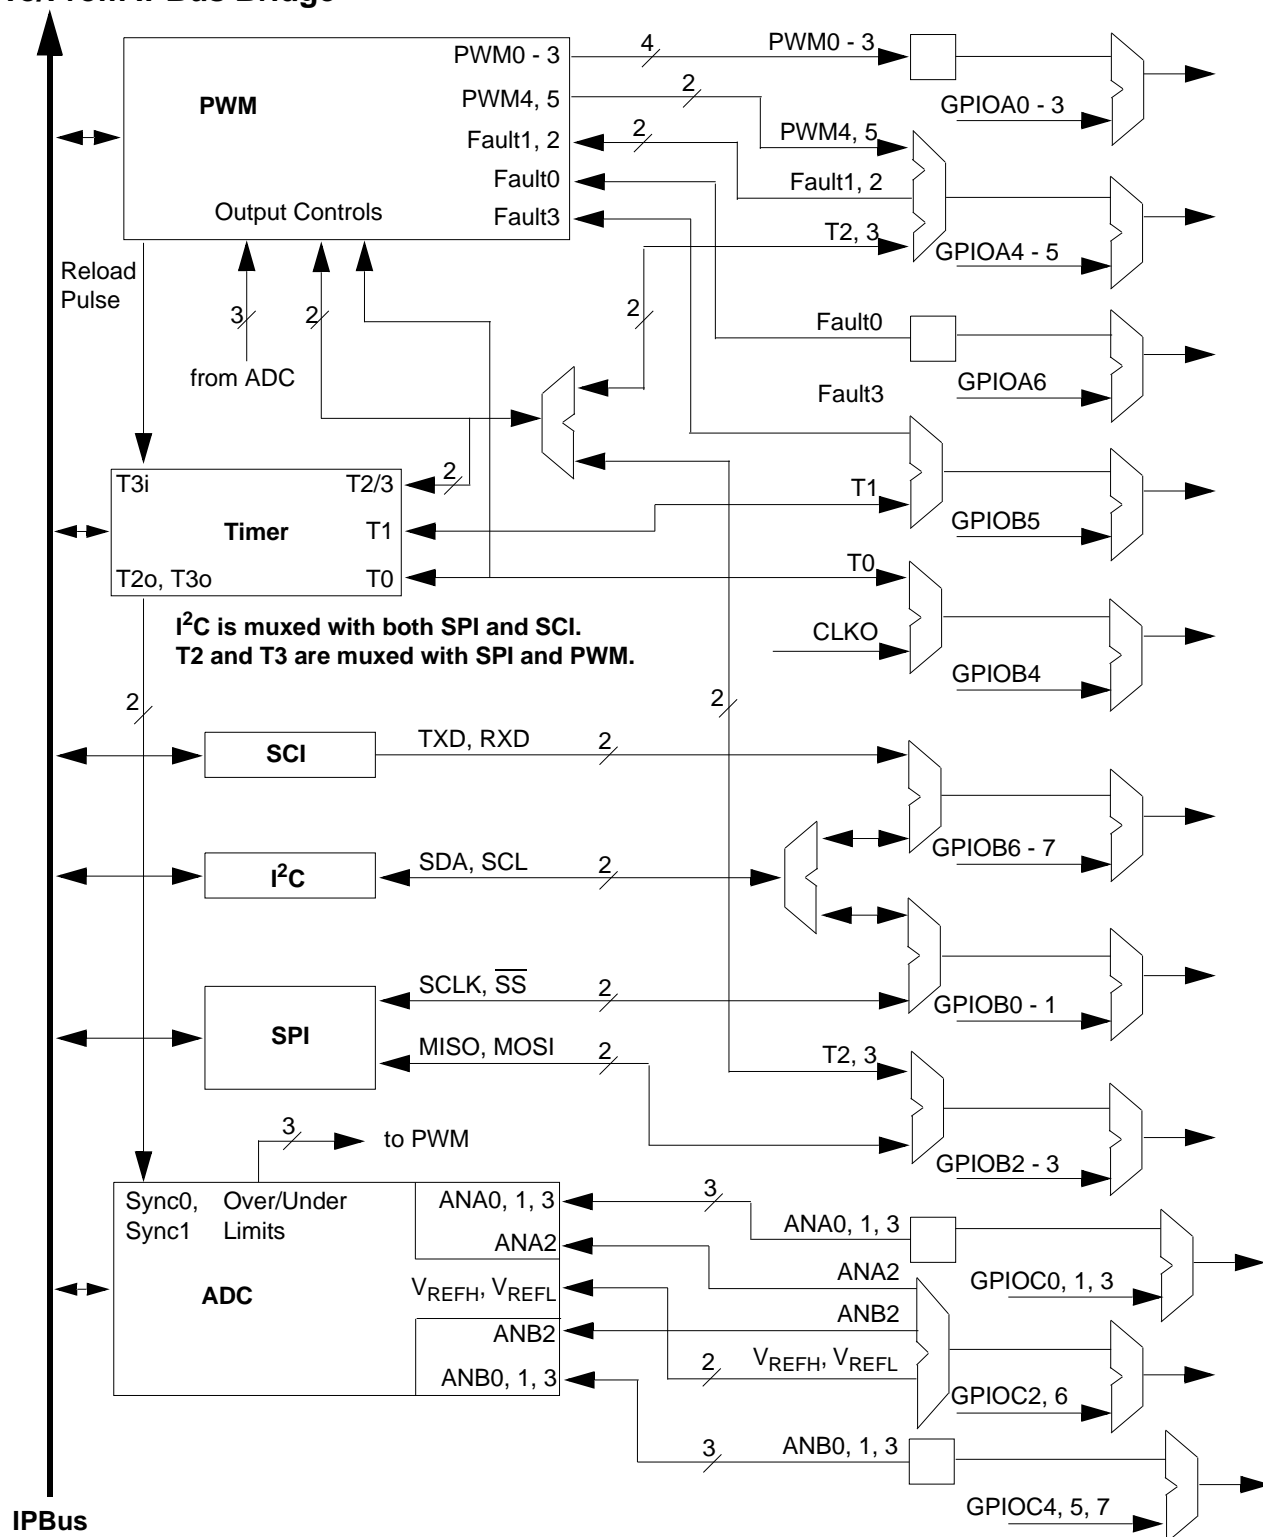 To/From IPBus Bridge
PWM
PWM0 - 3
4
PWM0 - 3
GPIOA0 - 3
PWM4, 5
2
PWM4, 5
Fault1, 2
2
Fault1, 2
Fault0
Fault3
Output Controls
T2, 3
GPIOA4 - 5
Reload
Pulse
3
2
2
from ADC
Fault0
GPIOA6
Fault3
T3i
T2/3
2
Timer
T1
T1
GPIOB5
T2o, T3o
T0
T0
I2C is muxed with both SPI and SCI.
T2 and T3 are muxed with SPI and PWM.
CLKO
GPIOB4
2
2
SCI
TXD, RXD
2
GPIOB6 - 7
I2C
SDA, SCL
2
SPI
SCLK, SS
2
GPIOB0 - 1
MISO, MOSI
2
T2, 3
GPIOB2 - 3
3
to PWM
Sync0,
Sync1
Over/Under
Limits
ADC
ANA0, 1, 3
3
ANA0, 1, 3
GPIOC0, 1, 3
ANA2
ANA2
VREFH, VREFL
ANB2
ANB2
2
VREFH, VREFL
GPIOC2, 6
ANB0, 1, 3
3
ANB0, 1, 3
GPIOC4, 5, 7
IPBus